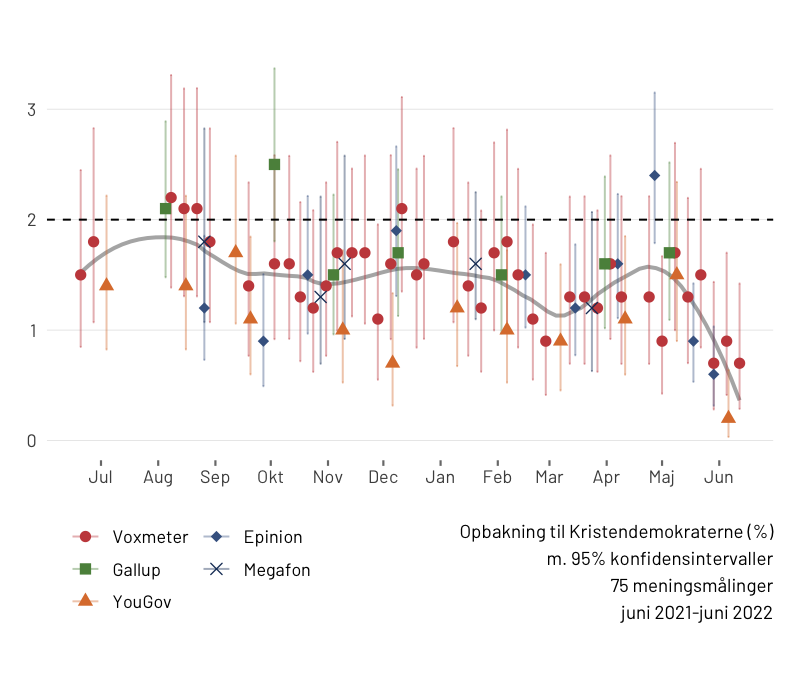 3
2
1
0
Jul Aug Sep Okt Nov Dec Jan Feb Mar Apr Maj Jun
Voxmeter Epinion
Gallup Megafon
YouGov
Opbakning til Kristendemokraterne (%)
m. 95% konfidensintervaller
75 meningsmålinger
juni 2021-juni 2022